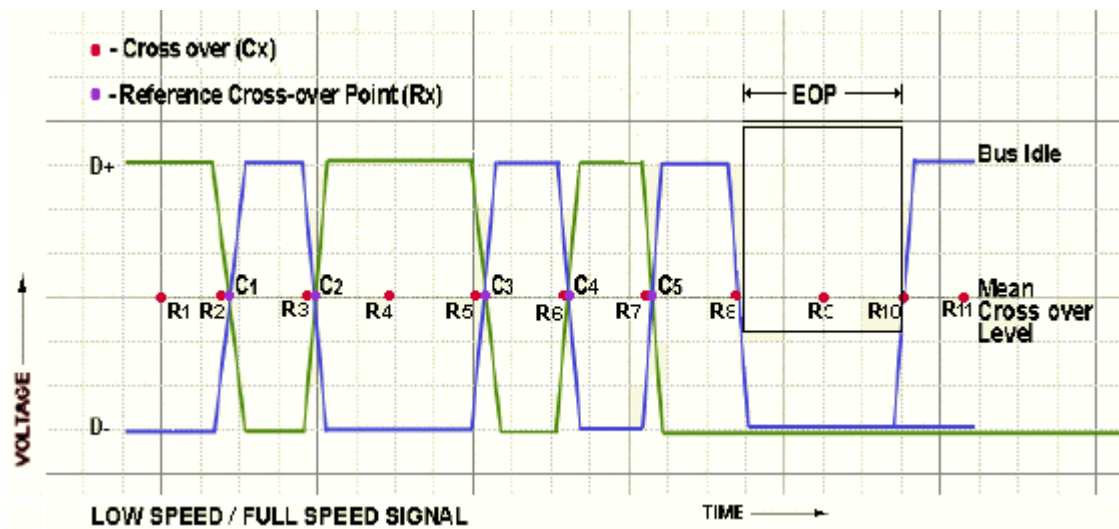 - Cross over (Cx)
- Reference Cross-over Point (Rx)
EOP
D+
Bus Idle
C1
C2
C3
C4
C5
R1
R2
R3
R4
R5
R6
R7
R8
R9
R10
R11
Mean
Cross over
Level
D-
VOLTAGE
LOW SPEED / FULL SPEED SIGNAL
TIME